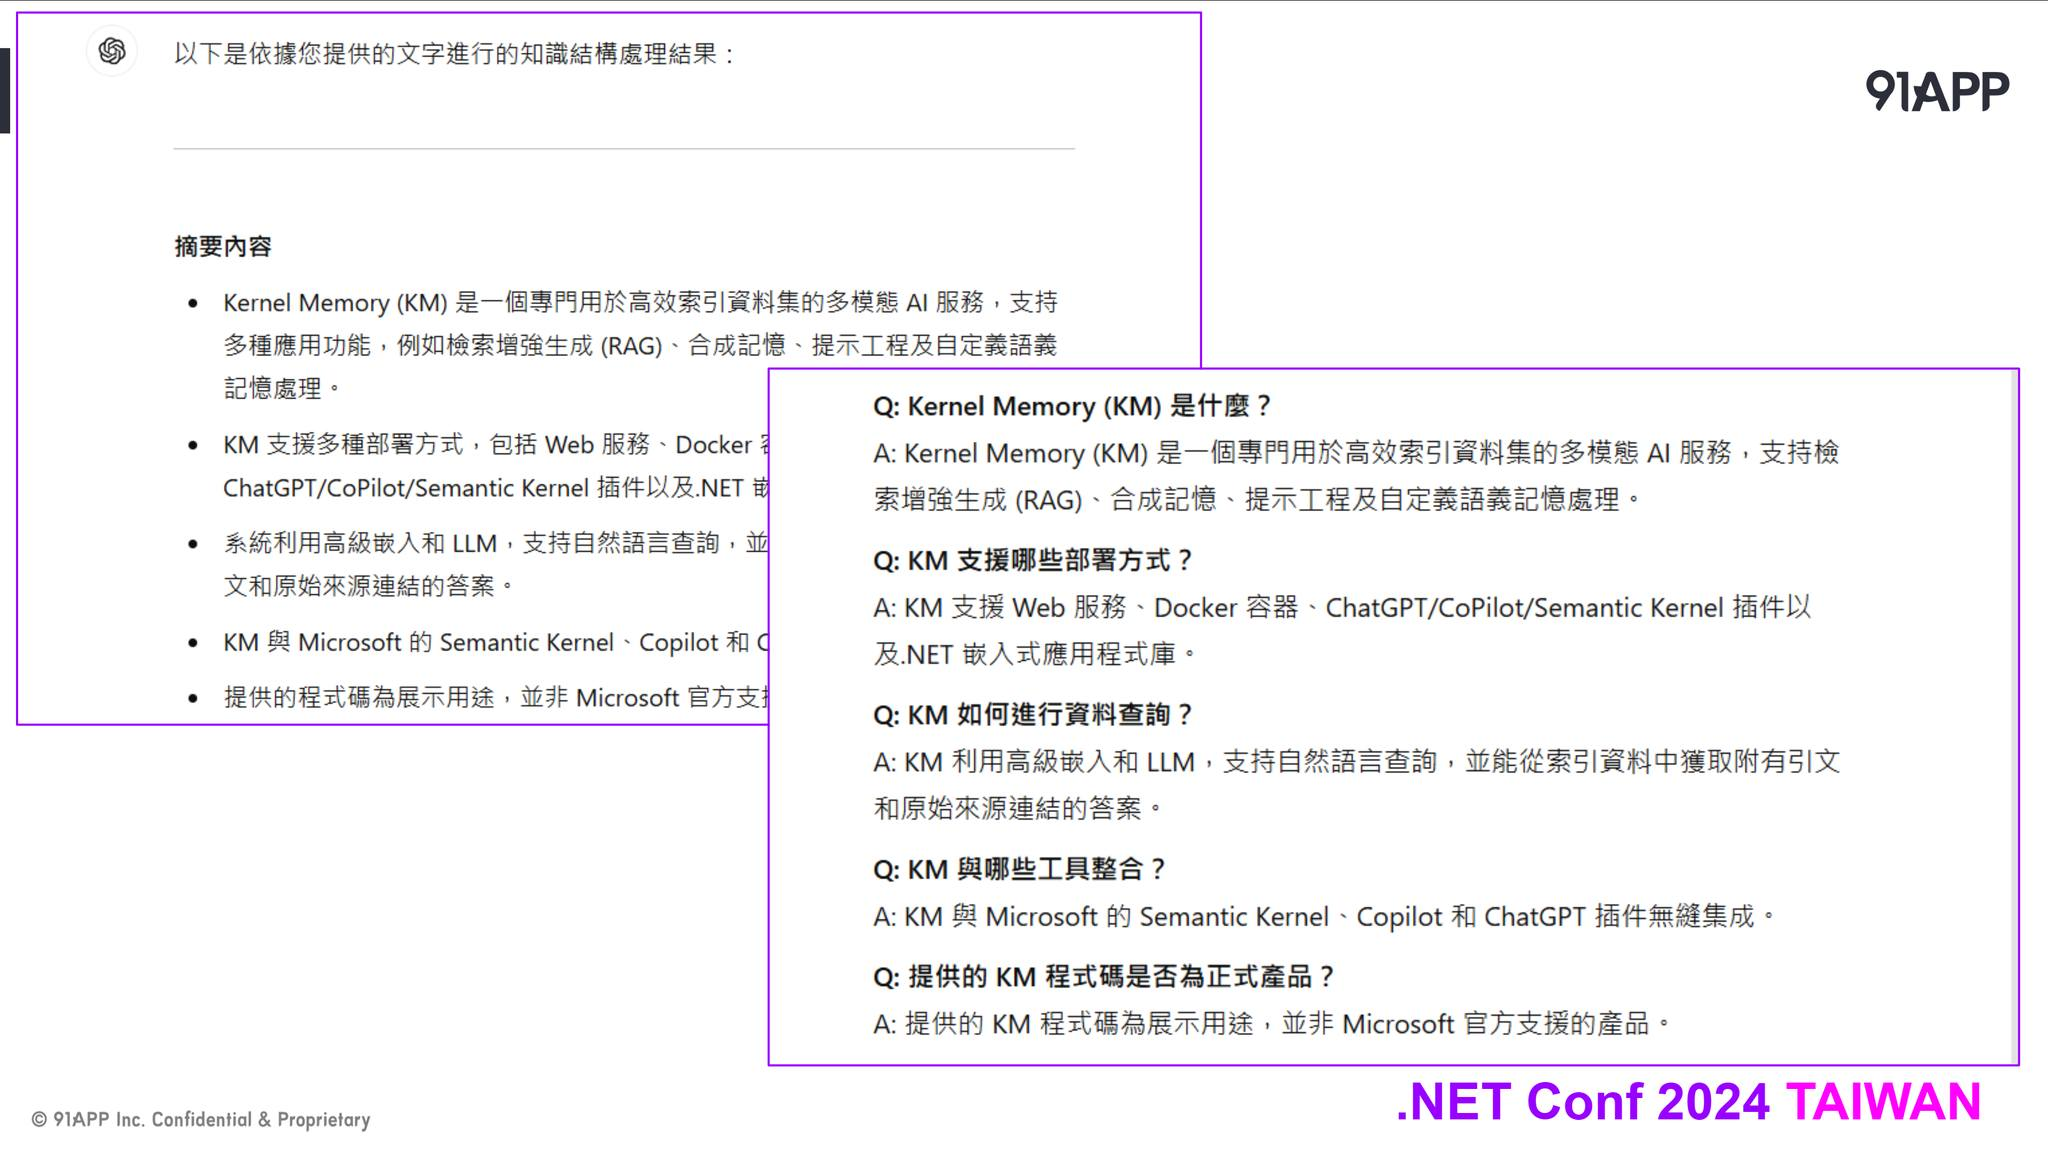 以下是依據您提供的文字進行的知識結構處理結果：
91APP
摘要內容
• Kernel Memory (KM) 是一個專門用於高效索引資料集的多模態 AI 服務，支持
多種應用功能，例如檢索增強生成 (RAG)、合成記憶、提示工程及自定義語義
記憶處理。
• KM 支援多種部署方式，包括 Web 服務、Docker
ChatGPT/CoPilot/Semantic Kernel 插件以及.NET
• 系統利用高級嵌入和 LLM，支持自然語言查詢，並
文和原始來源連結的答案。
• KM 與 Microsoft 的 Semantic Kernel、Copilot 和
• 提供的程式碼為展示用途，並非 Microsoft 官方支
Q: Kernel Memory (KM) 是什麼？
A: Kernel Memory (KM) 是一個專門用於高效索引資料集的多模態 AI 服務，支持檢
索增強生成 (RAG)、合成記憶、提示工程及自定義語義記憶處理。
Q: KM 支援哪些部署方式？
A: KM 支援 Web 服務、Docker 容器、ChatGPT/CoPilot/Semantic Kernel 插件以
及.NET 嵌入式應用程式庫。
Q: KM 如何進行資料查詢？
A: KM 利用高級嵌入和 LLM，支持自然語言查詢，並能從索引資料中獲取附有引文
和原始來源連結的答案。
Q: KM 與哪些工具整合？
A: KM 與 Microsoft 的 Semantic Kernel、Copilot 和 ChatGPT 插件無縫集成。
Q: 提供的 KM 程式碼是否為正式產品？
A: 提供的 KM 程式碼為展示用途，並非 Microsoft 官方支援的產品。
.NET Conf 2024 TAIWAN
© 91APP Inc. Confidential & Proprietary